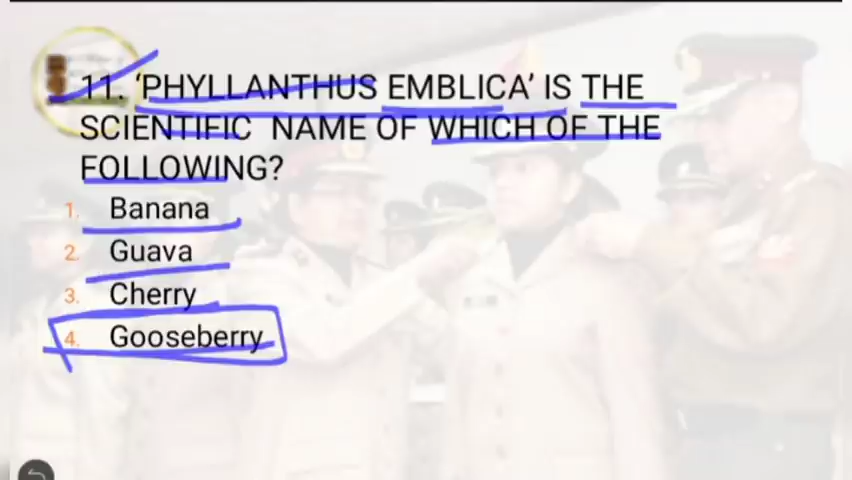 11. 'PHYLLANTHUS EMBLICA' IS THE
SCIENTIFIC NAME OF WHICH OF THE
FOLLOWING?
1. Banana
2. Guava
3. Cherry
4. Gooseberry